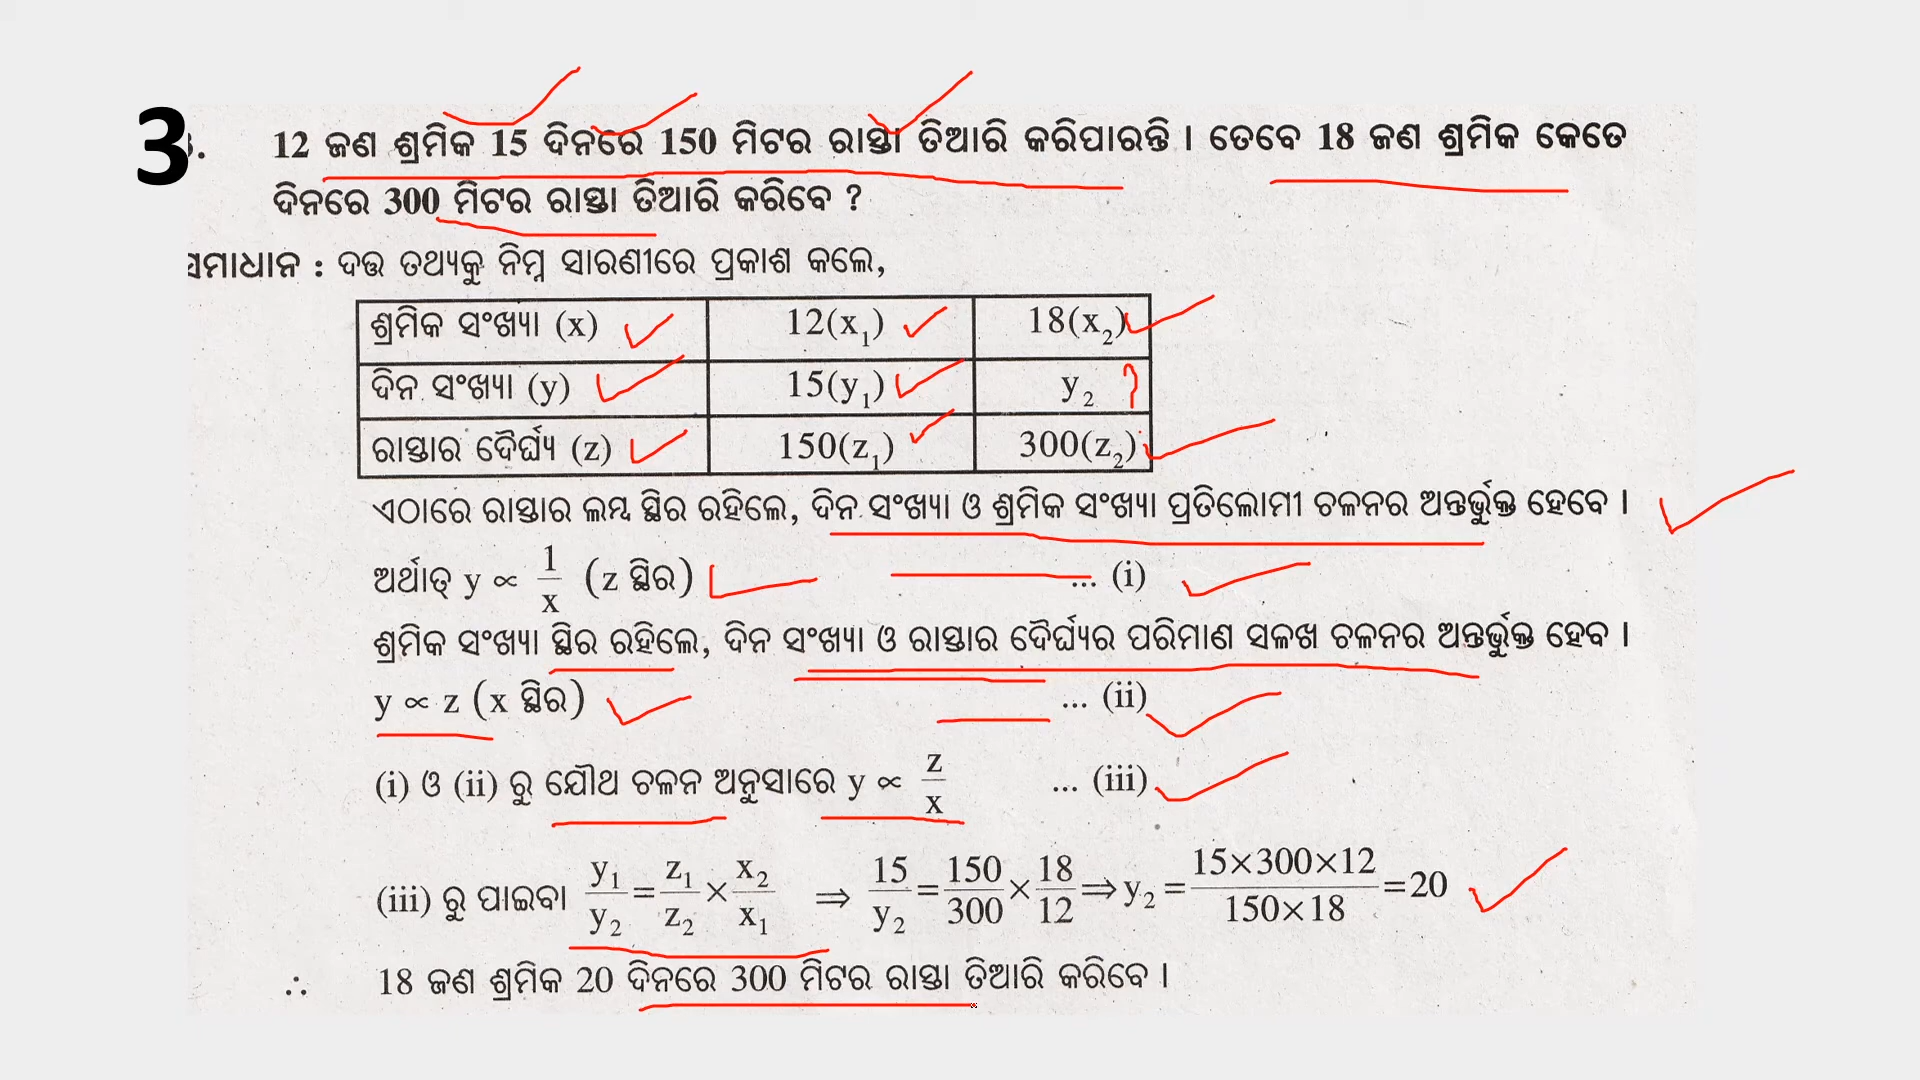 3. 12 ଜଣ ଶ୍ରମିକ 15 ଦିନରେ 150 ମିଟର ରାସ୍ତା ତିଆରି କରିପାରନ୍ତି । ତେବେ 18 ଜଣ ଶ୍ରମିକ କେତେ
ଦିନରେ 300 ମିଟର ରାସ୍ତା ତିଆରି କରିବେ ?
ସମାଧାନ : ଦତ୍ତ ତଥ୍ୟକୁ ନିମ୍ନ ସାରଣୀରେ ପ୍ରକାଶ କଲେ,
ଶ୍ରମିକ ସଂଖ୍ୟା (x) 12(x₁) 18(x₂)
ଦିନ ସଂଖ୍ୟା (y) 15(y₁) y₂ ?
ରାସ୍ତାର ଦୈର୍ଘ୍ୟ (z) 150(z₁) 300(z₂)
ଏଠାରେ ରାସ୍ତାର ଲମ୍ବ ସ୍ଥିର ରହିଲେ, ଦିନ ସଂଖ୍ୟା ଓ ଶ୍ରମିକ ସଂଖ୍ୟା ପ୍ରତିଲୋମୀ ଚଳନର ଅନ୍ତର୍ଭୁକ୍ତ ହେବେ ।
ଅର୍ଥାତ୍ y ∝ 1/x (z ସ୍ଥିର) ... (i)
ଶ୍ରମିକ ସଂଖ୍ୟା ସ୍ଥିର ରହିଲେ, ଦିନ ସଂଖ୍ୟା ଓ ରାସ୍ତାର ଦୈର୍ଘ୍ୟର ପରିମାଣ ସଳଖ ଚଳନର ଅନ୍ତର୍ଭୁକ୍ତ ହେବ ।
y ∝ z (x ସ୍ଥିର) ... (ii)
(i) ଓ (ii) ରୁ ଯୌଥ ଚଳନ ଅନୁସାରେ y ∝ z/x ... (iii)
(iii) ରୁ ପାଇବା y₁/y₂ = z₁/z₂ × x₂/x₁ ⇒ 15/y₂ = 150/300 × 18/12 ⇒ y₂ = 15×300×12/150×18 = 20
∴ 18 ଜଣ ଶ୍ରମିକ 20 ଦିନରେ 300 ମିଟର ରାସ୍ତା ତିଆରି କରିବେ ।